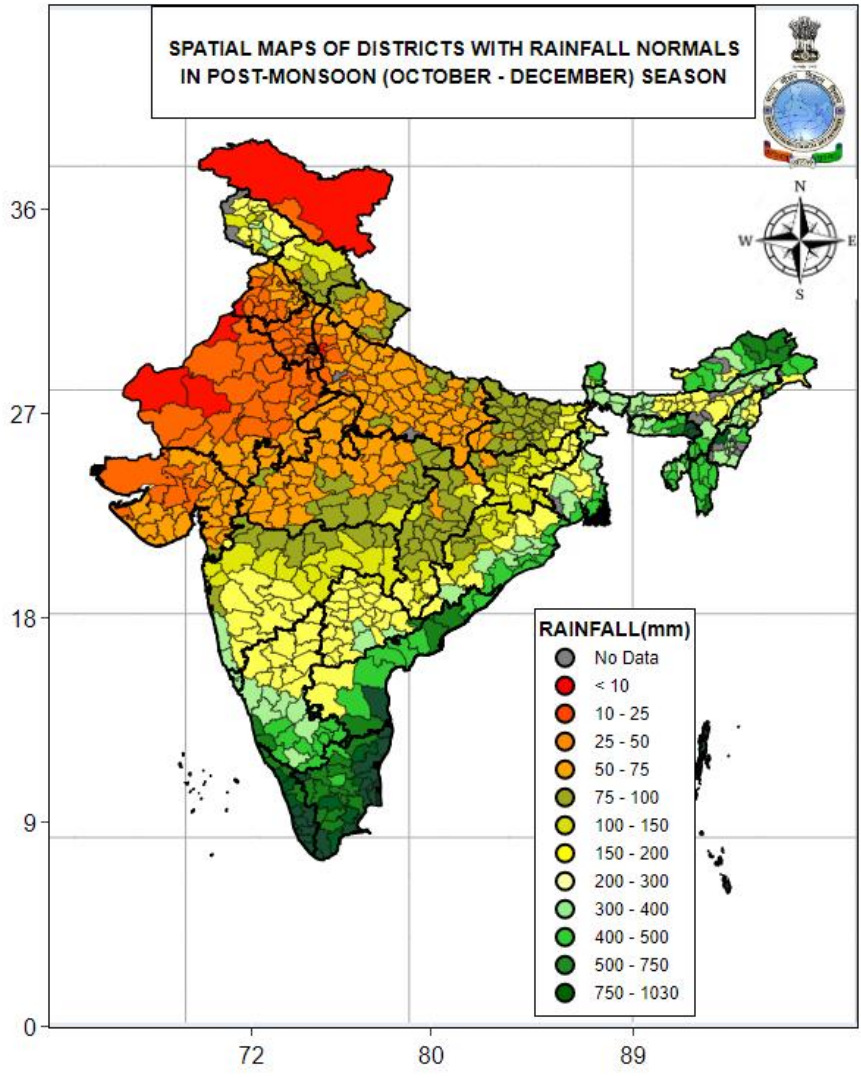 SPATIAL MAPS OF DISTRICTS WITH RAINFALL NORMALS
IN POST-MONSOON (OCTOBER - DECEMBER) SEASON
N
W
E
S
36
27
18
9
0
72
80
89
RAINFALL(mm)
No Data
< 10
10 - 25
25 - 50
50 - 75
75 - 100
100 - 150
150 - 200
200 - 300
300 - 400
400 - 500
500 - 750
750 - 1030